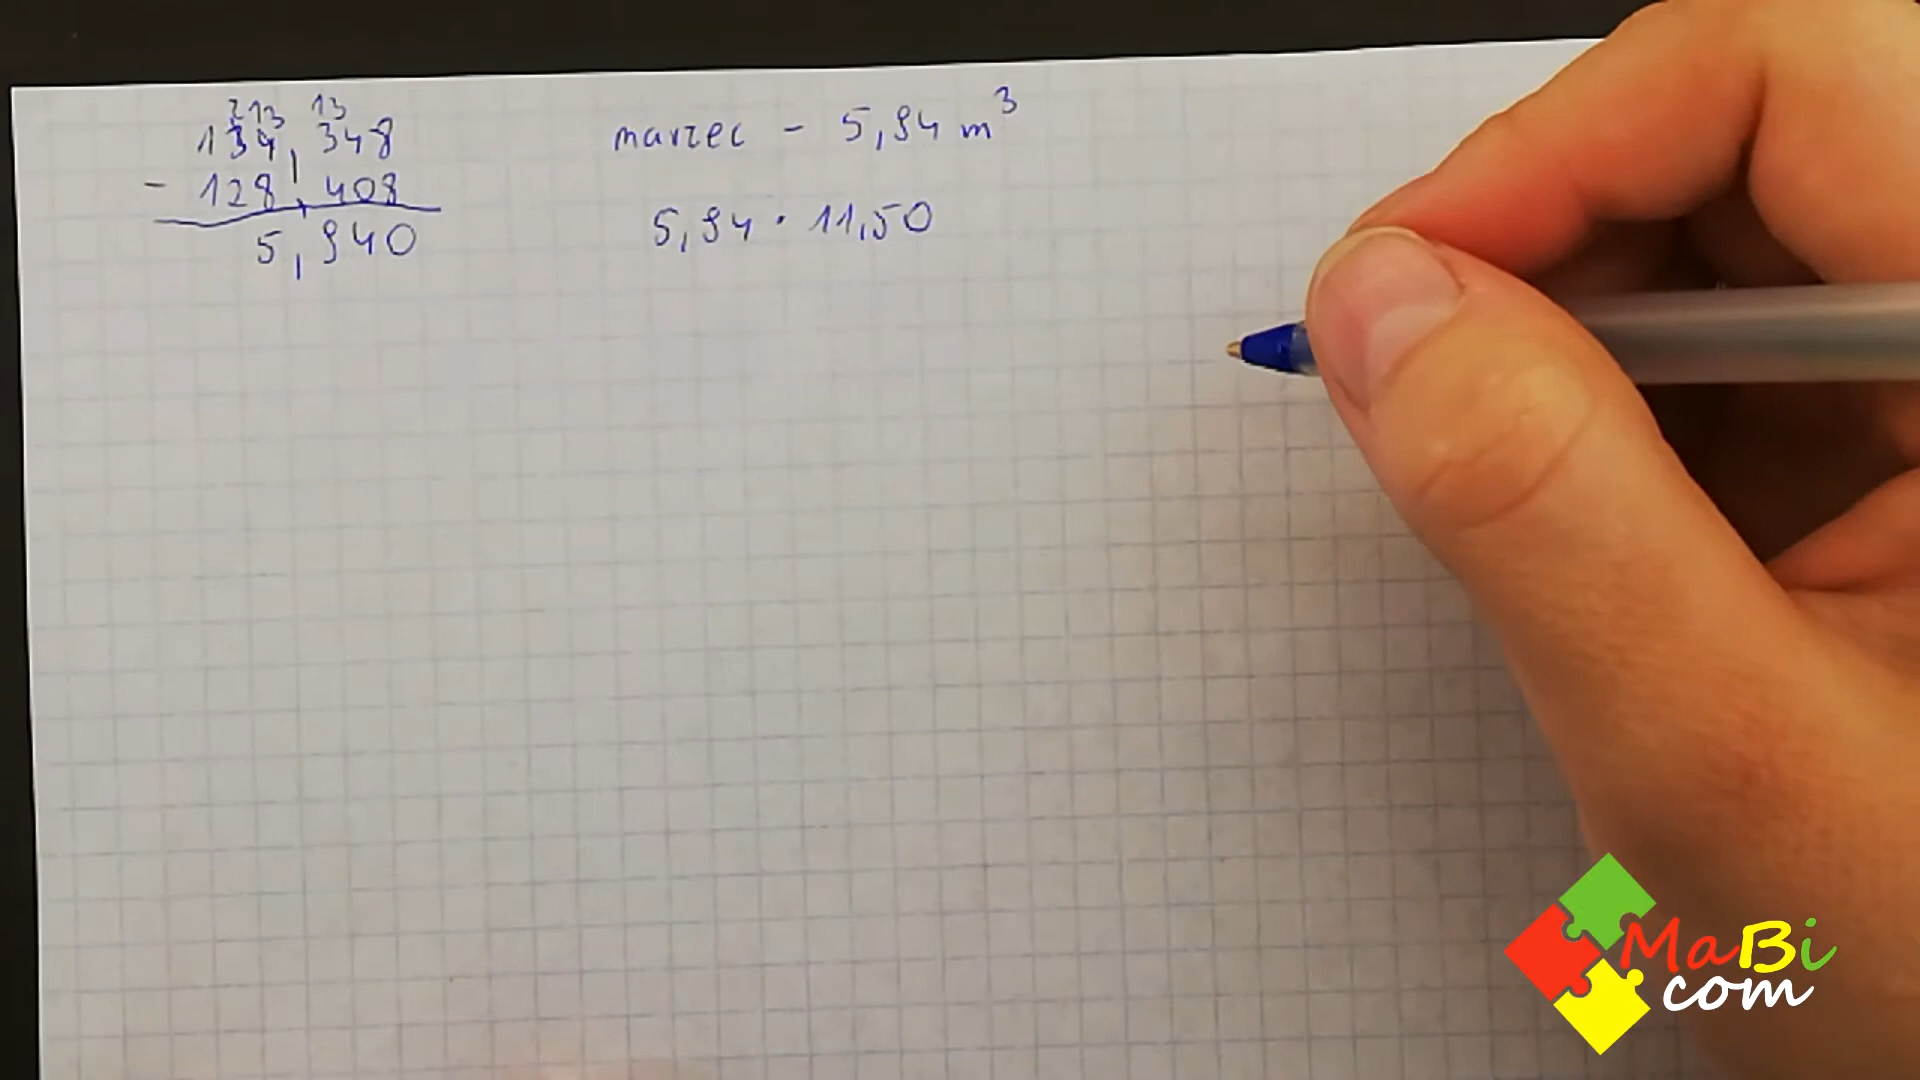 2 13 13
134,348
- 128,408
5,940
marzec - 5,94 m³
5,94 · 11,50
MaBi
com